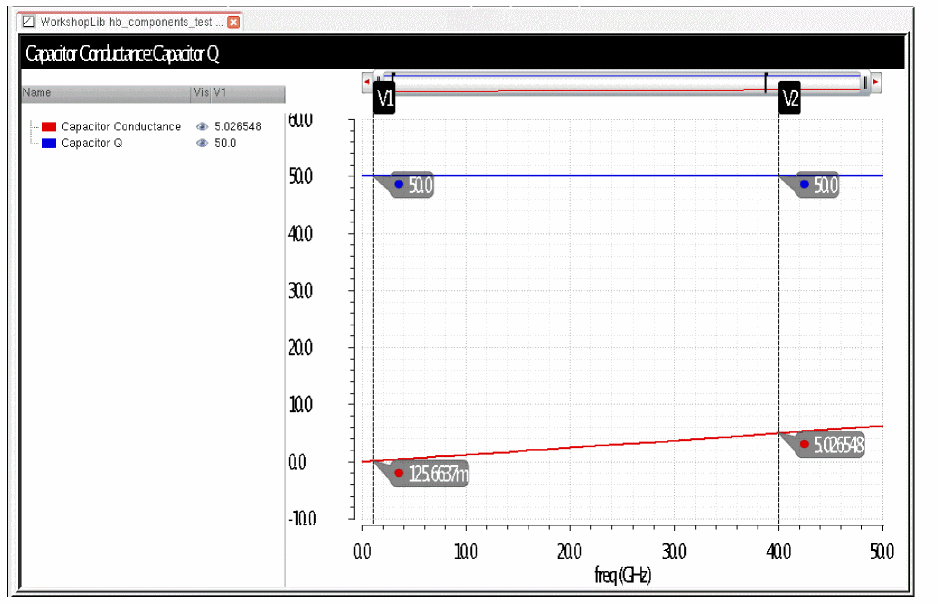 WorkshopLib hb_components_test ...
Capacitor Conductance:Capacitor Q
Name Vis V1
Capacitor Conductance 5.026548
Capacitor Q 50.0
V1 V2
60.0
50.0
40.0
30.0
20.0
10.0
0.0
-10.0
50.0 50.0
5.026548
125.6637m
0.0 10.0 20.0 30.0 40.0 50.0
freq (GHz)